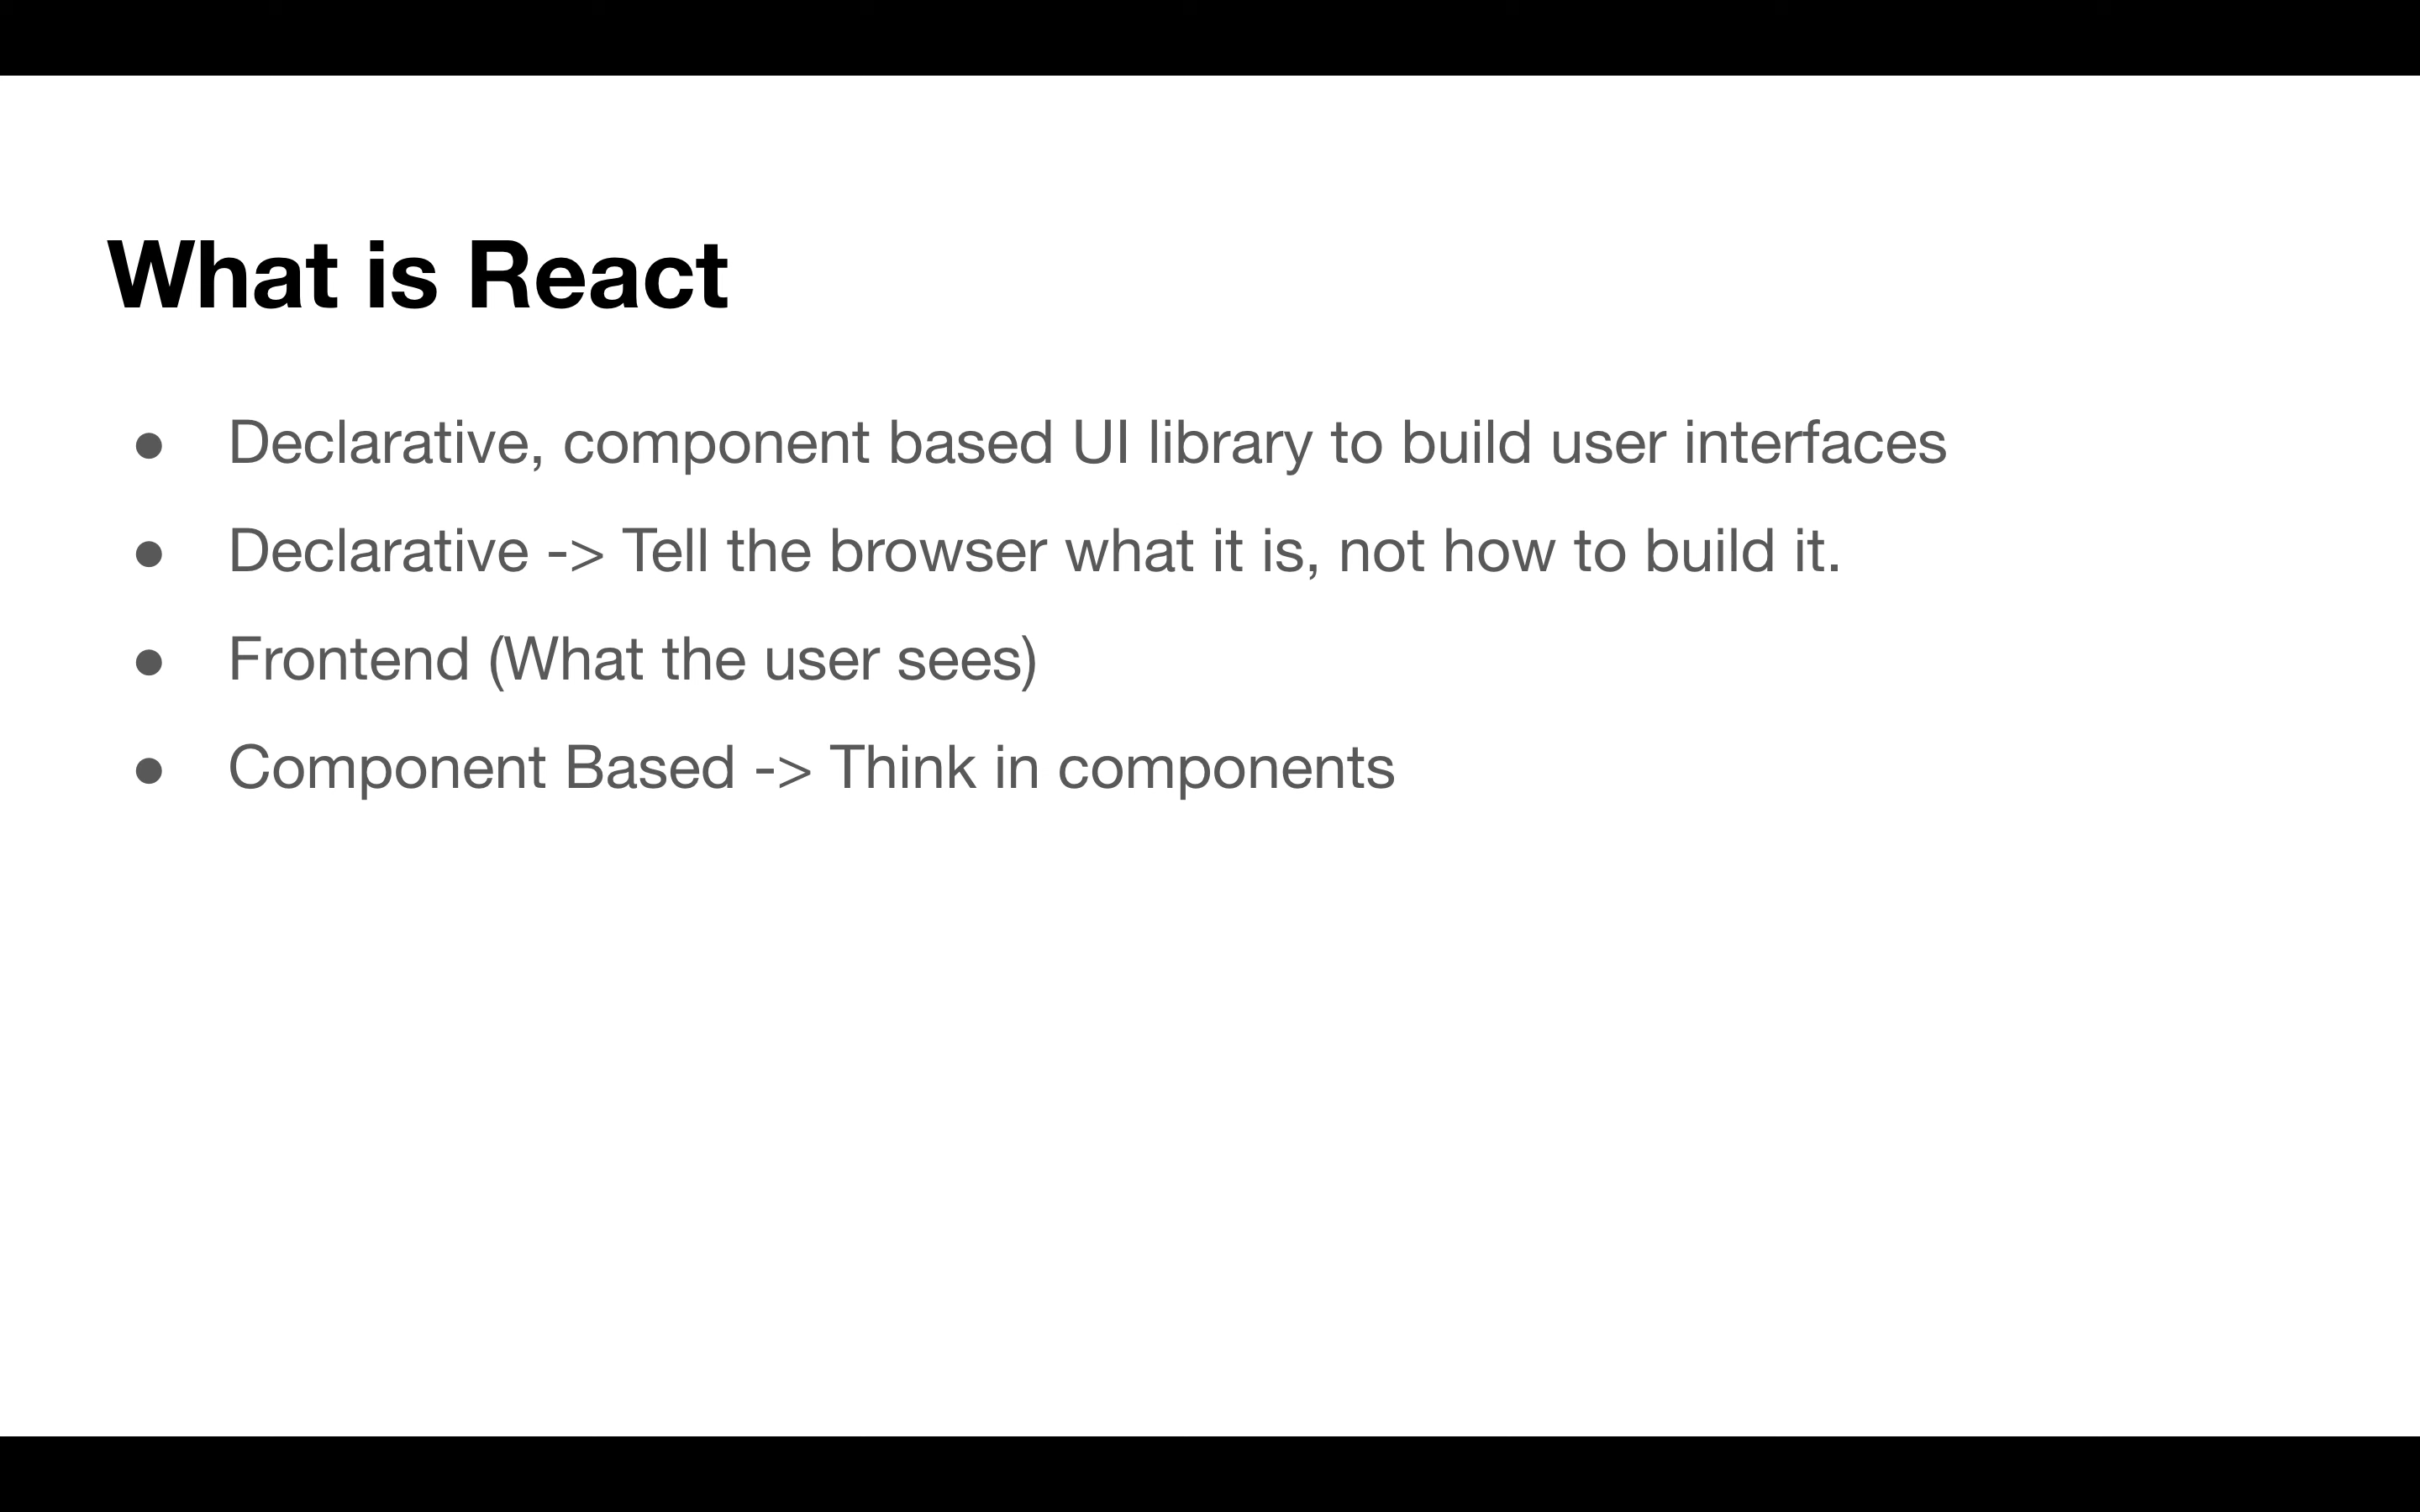 What is React
● Declarative, component based UI library to build user interfaces
● Declarative -> Tell the browser what it is, not how to build it.
● Frontend (What the user sees)
● Component Based -> Think in components